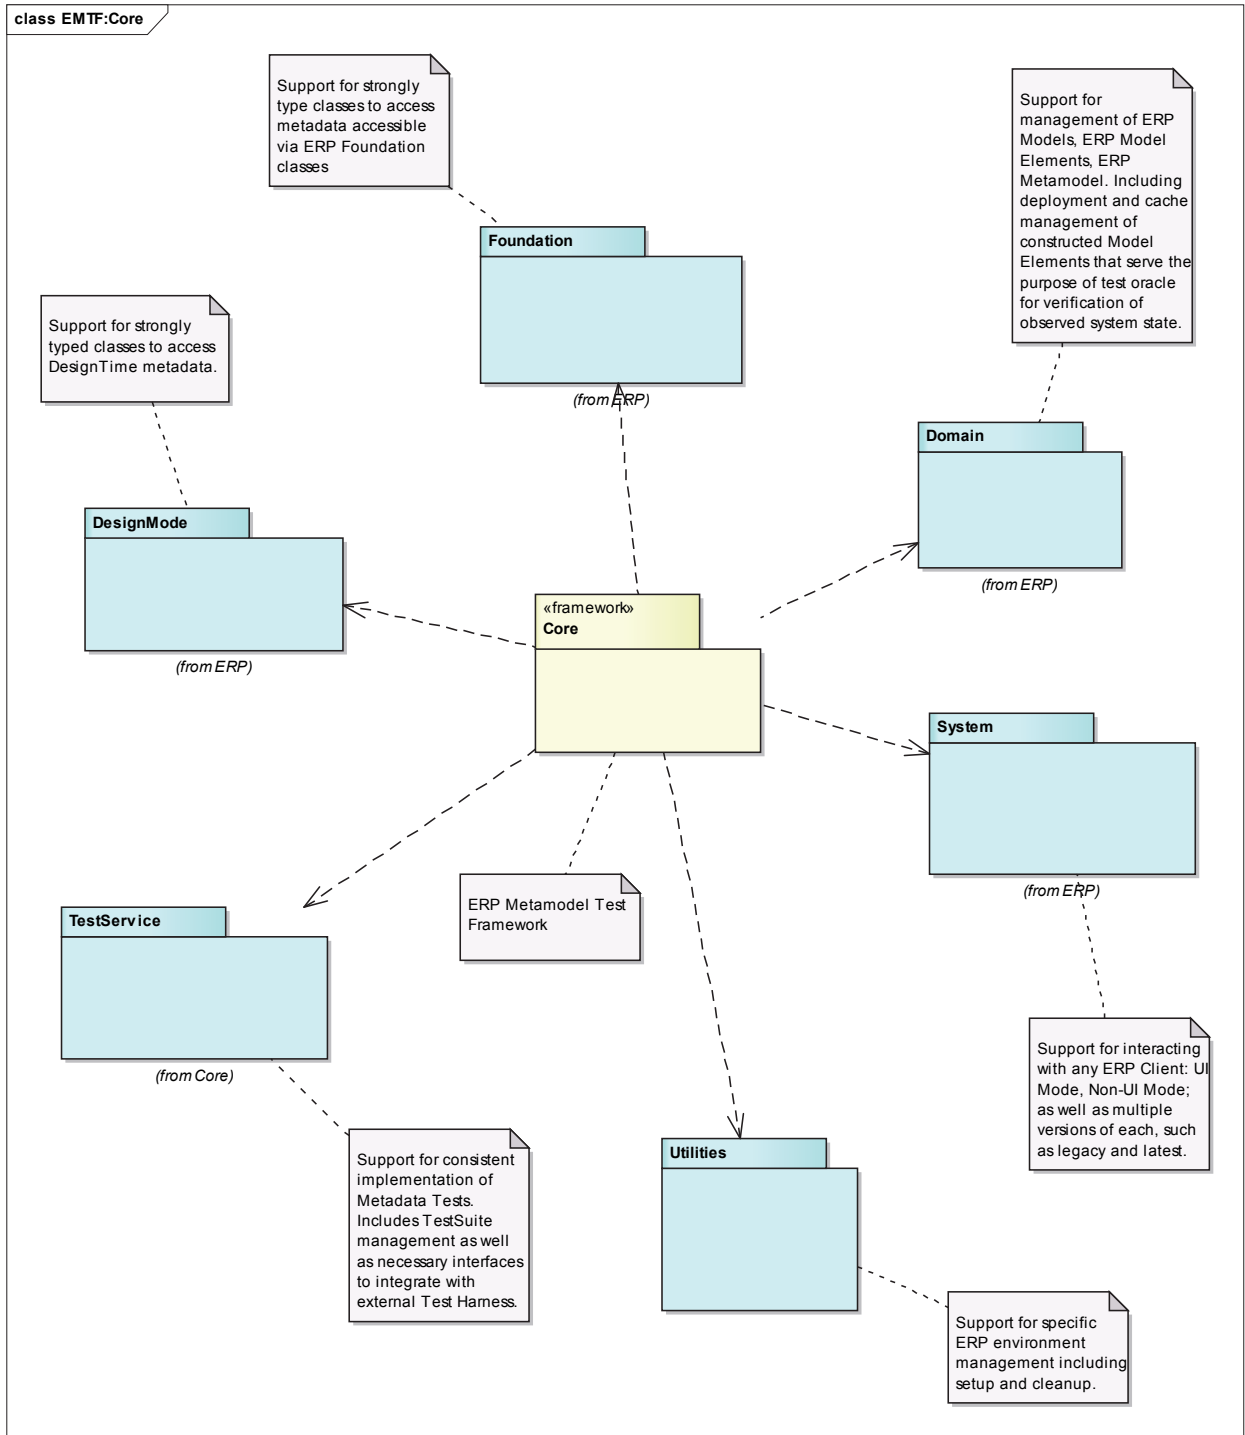 class EMTF:Core
Support for strongly
type classes to access
metadata accessible
via ERP Foundation
classes
Support for
management of ERP
Models, ERP Model
Elements, ERP
Metamodel. Including
deployment and cache
management of
constructed Model
Elements that serve the
purpose of test oracle
for verification of
observed system state.
Foundation
(from ERP)
Support for strongly
typed classes to access
DesignTime metadata.
Domain
(from ERP)
DesignMode
(from ERP)
«framework»
Core
System
(from ERP)
ERP Metamodel Test
Framework
TestService
(from Core)
Support for interacting
with any ERP Client: UI
Mode, Non-UI Mode;
as well as multiple
versions of each, such
as legacy and latest.
Support for consistent
implementation of
Metadata Tests.
Includes TestSuite
management as well
as necessary interfaces
to integrate with
external Test Harness.
Utilities
Support for specific
ERP environment
management including
setup and cleanup.